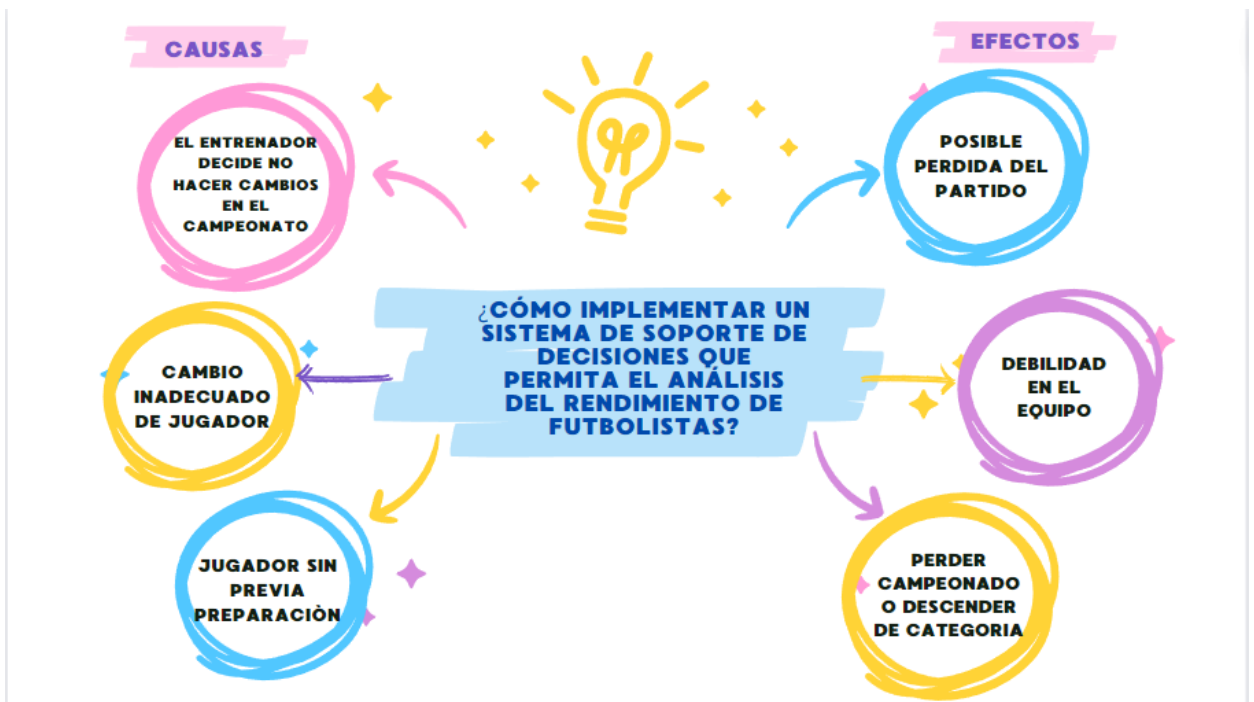 CAUSAS
EL ENTRENADOR
DECIDE NO
HACER CAMBIOS
EN EL
CAMPEONATO
CAMBIO
INADECUADO
DE JUGADOR
JUGADOR SIN
PREVIA
PREPARACIÒN
¿CÓMO IMPLEMENTAR UN
SISTEMA DE SOPORTE DE
DECISIONES QUE
PERMITA EL ANÁLISIS
DEL RENDIMIENTO DE
FUTBOLISTAS?
EFECTOS
POSIBLE
PERDIDA DEL
PARTIDO
DEBILIDAD
EN EL
EQUIPO
PERDER
CAMPEONADO
O DESCENDER
DE CATEGORIA